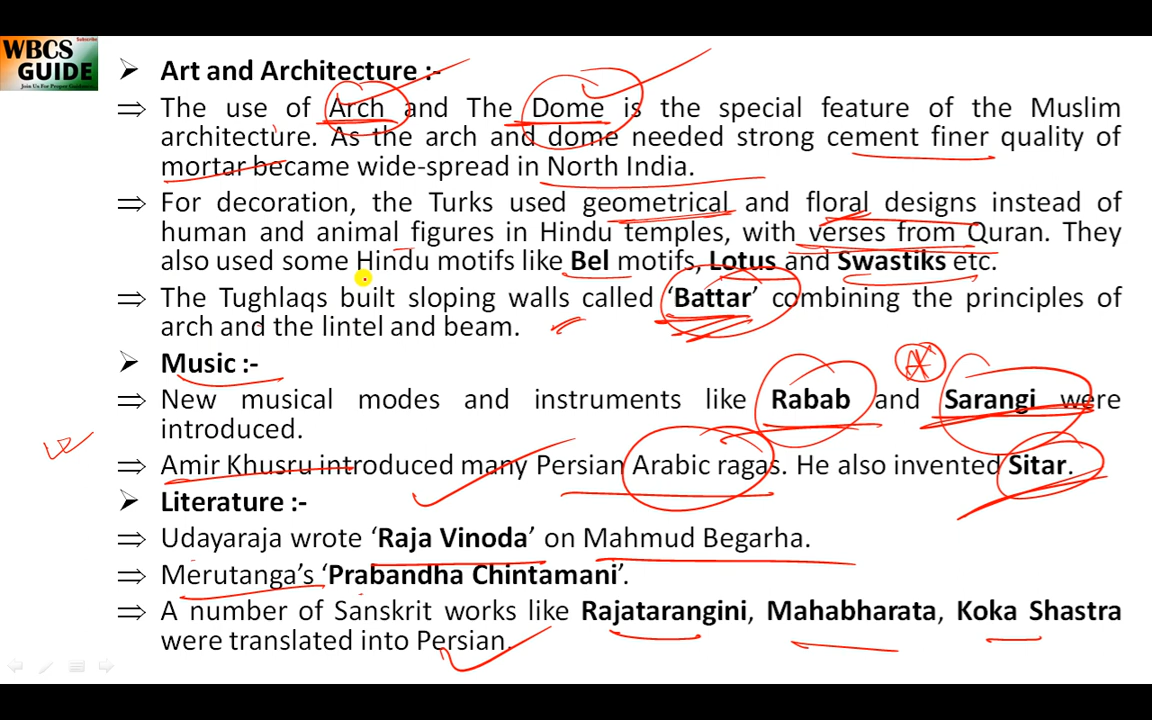 Subscribe
WBCS
GUIDE
➢ Art and Architecture :-
⇒ The use of Arch and The Dome is the special feature of the Muslim
architecture. As the arch and dome needed strong cement finer quality of
mortar became wide-spread in North India.
⇒ For decoration, the Turks used geometrical and floral designs instead of
human and animal figures in Hindu temples, with verses from Quran. They
also used some Hindu motifs like Bel motifs, Lotus and Swastiks etc.
⇒ The Tughlaqs built sloping walls called ‘Battar’ combining the principles of
arch and the lintel and beam.
➢ Music :-
⇒ New musical modes and instruments like Rabab and Sarangi were
introduced.
⇒ Amir Khusru introduced many Persian Arabic ragas. He also invented Sitar.
➢ Literature :-
⇒ Udayaraja wrote ‘Raja Vinoda’ on Mahmud Begarha.
⇒ Merutanga’s ‘Prabandha Chintamani’.
⇒ A number of Sanskrit works like Rajatarangini, Mahabharata, Koka Shastra
were translated into Persian.